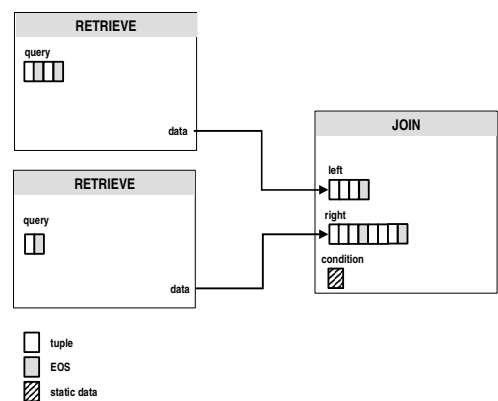 RETRIEVE
query
data
RETRIEVE
query
data
JOIN
left
right
condition
tuple
EOS
static data